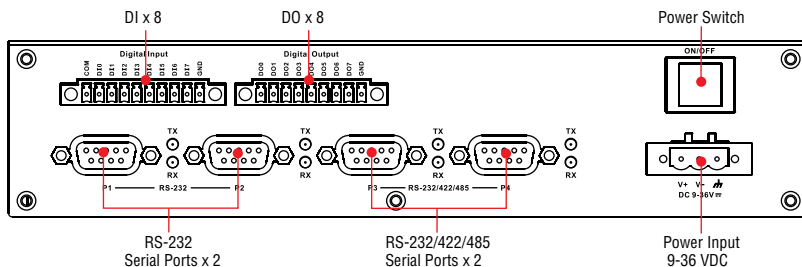 DI x 8
DO x 8
Power Switch
Digital Input
Digital Output
ON/OFF
COM DI0 DI1 DI2 DI3 DI4 DI5 DI6 DI7 GND
DO0 DO1 DO2 DO3 DO4 DO5 DO6 DO7 GND
TX
TX
TX
TX
RX
RX
RX
RX
P1 RS-232 P2
P3 RS-232/422/485 P4
V+ V-
DC 9-36V
RS-232
Serial Ports x 2
RS-232/422/485
Serial Ports x 2
Power Input
9-36 VDC